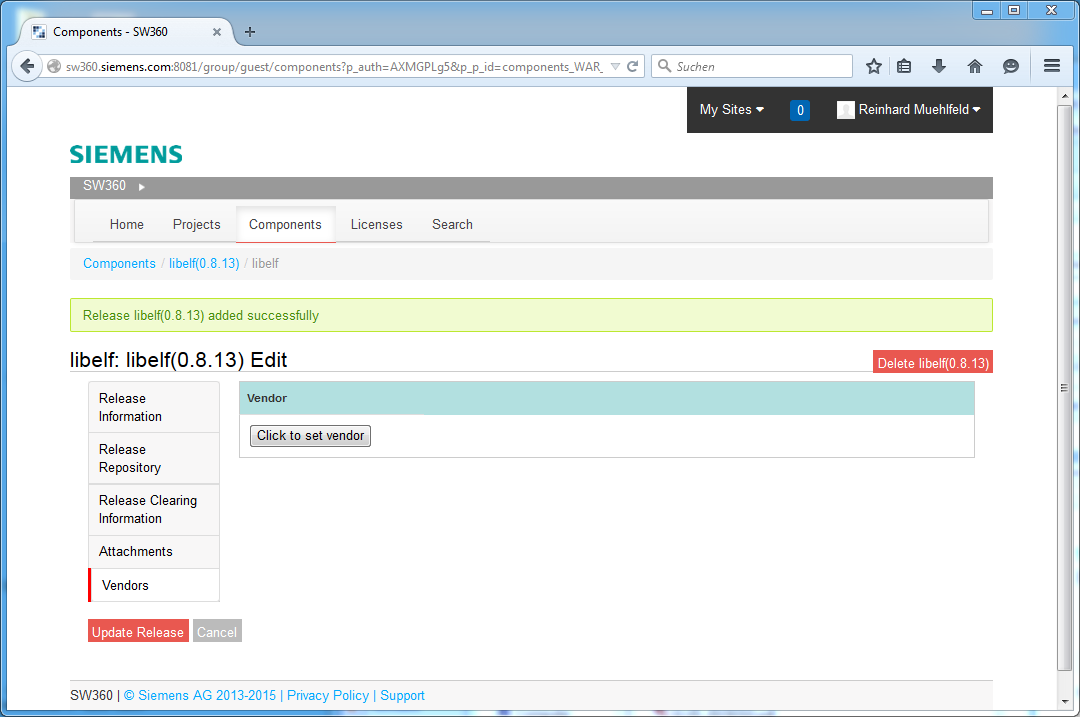 Components - SW360
sw360.siemens.com:8081/group/guest/components?p_auth=AXMGPLg5&p_p_id=components_WAR_
Suchen
My Sites 0 Reinhard Muehlfeld
SIEMENS
SW360
Home Projects Components Licenses Search
Components / libelf(0.8.13) / libelf
Release libelf(0.8.13) added successfully
libelf: libelf(0.8.13) Edit
Delete libelf(0.8.13)
Release
Information
Release
Repository
Release Clearing
Information
Attachments
Vendors
Vendor
Click to set vendor
Update Release Cancel
SW360 | © Siemens AG 2013-2015 | Privacy Policy | Support